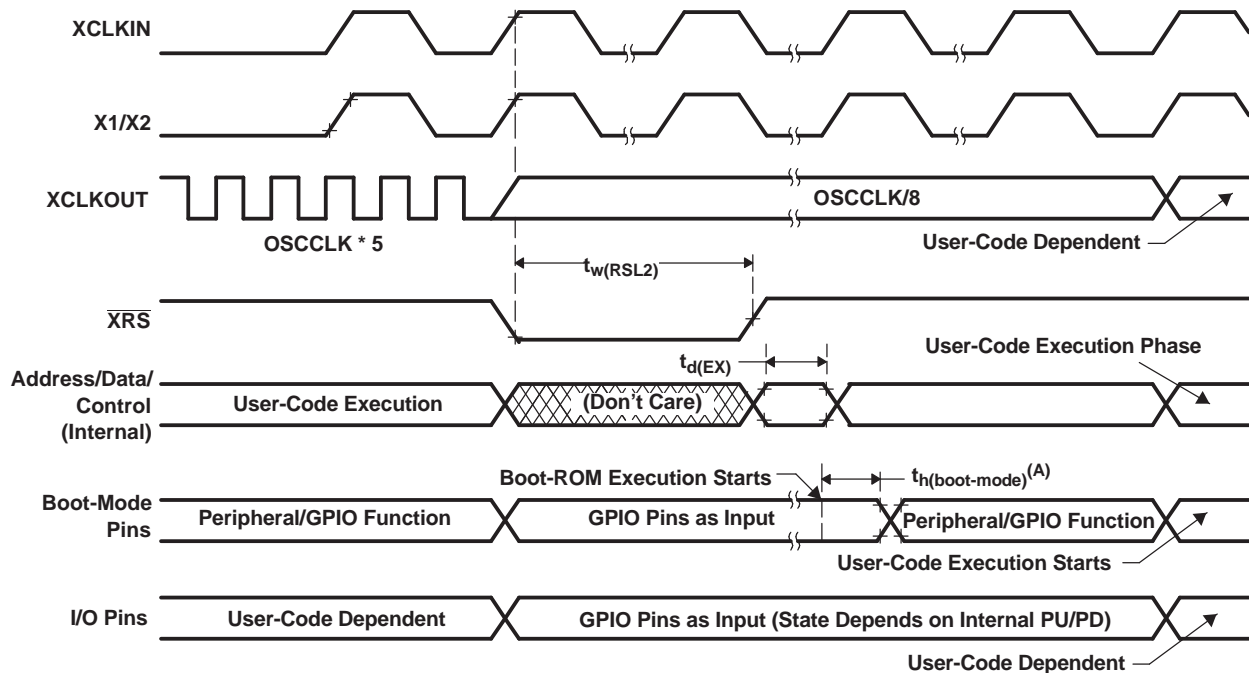 XCLKIN
X1/X2
XCLKOUT
OSCCLK/8
OSCCLK * 5
User-Code Dependent
tw(RSL2)
XRS
td(EX)
User-Code Execution Phase
Address/Data/
Control
(Internal)
User-Code Execution
(Don't Care)
Boot-ROM Execution Starts
th(boot-mode)(A)
Boot-Mode
Pins
Peripheral/GPIO Function
GPIO Pins as Input
Peripheral/GPIO Function
User-Code Execution Starts
I/O Pins
User-Code Dependent
GPIO Pins as Input (State Depends on Internal PU/PD)
User-Code Dependent